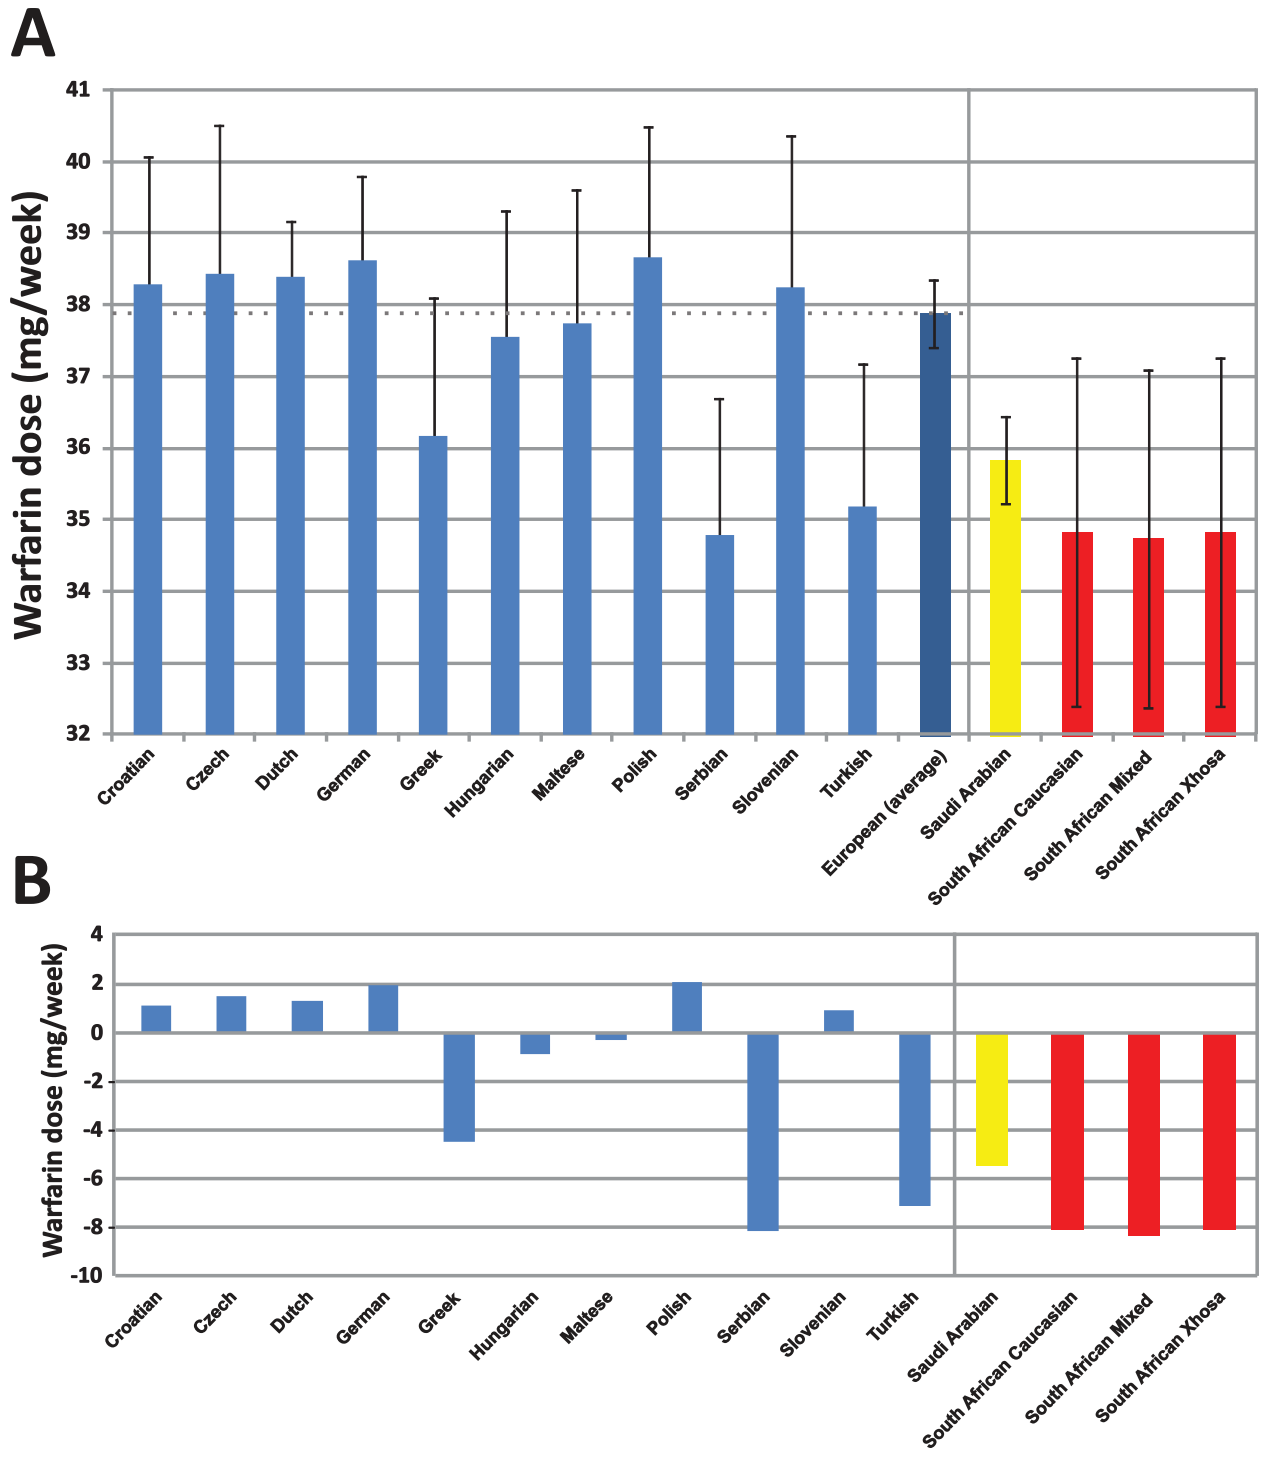 A
Warfarin dose (mg/week)
41
40
39
38
37
36
35
34
33
32
Croatian
Czech
Dutch
German
Greek
Hungarian
Maltese
Polish
Serbian
Slovenian
Turkish
European (average)
Saudi Arabian
South African Caucasian
South African Mixed
South African Xhosa
B
Warfarin dose (mg/week)
4
2
0
-2
-4
-6
-8
-10
Croatian
Czech
Dutch
German
Greek
Hungarian
Maltese
Polish
Serbian
Slovenian
Turkish
Saudi Arabian
South African Caucasian
South African Mixed
South African Xhosa